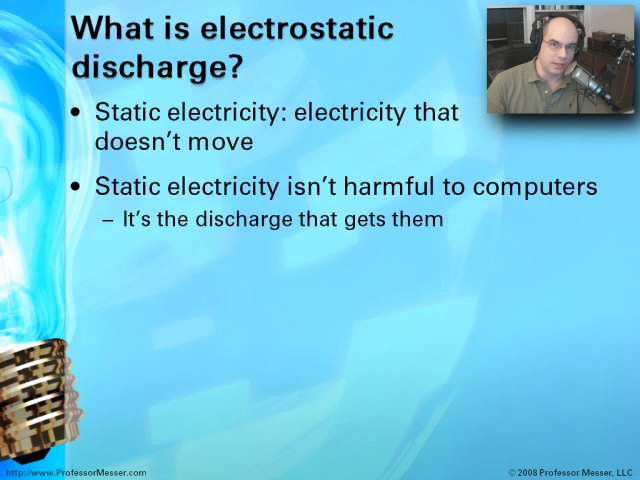 What is electrostatic
discharge?
• Static electricity: electricity that
doesn't move
• Static electricity isn't harmful to computers
– It's the discharge that gets them
http://www.ProfessorMesser.com
© 2008 Professor Messer, LLC